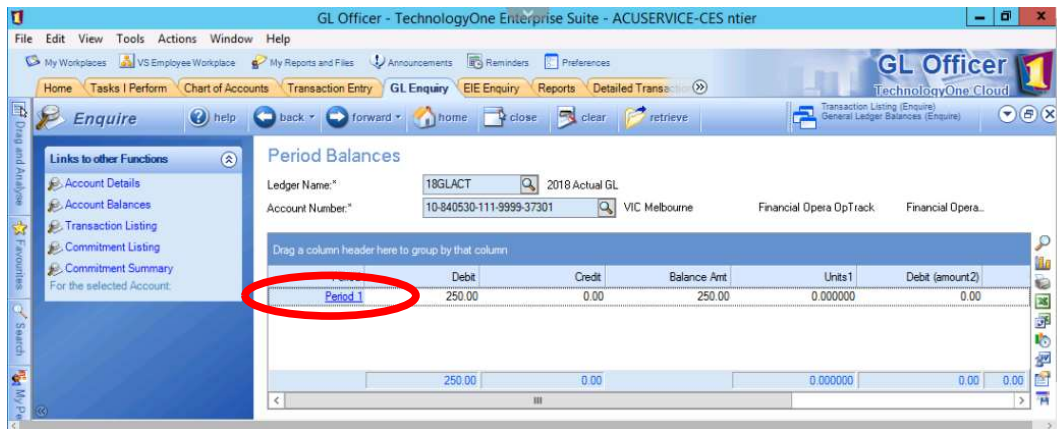 GL Officer - TechnologyOne Enterprise Suite - ACUSERVICE-CES ntier
File Edit View Tools Actions Window Help
My Workplaces VS Employee Workplace My Reports and Files Announcements Reminders Preferences
GL Officer
TechnologyOne Cloud
Home Tasks I Perform Chart of Accounts Transaction Entry GL Enquiry EIE Enquiry Reports Detailed
Enquire help back forward home close clear retrieve
Transaction Listing (Enquire)
General Ledger Balances (Enquire)
Drag and Analyse
Favourites
Search
Links to other Functions
Account Details
Account Balances
Transaction Listing
Commitment Listing
Commitment Summary
For the selected Account:
Period Balances
Ledger Name:* 18GLACT 2018 Actual GL
Account Number:* 10-840530-111-9999-37301 VIC Melbourne Financial Opera OpTrack Financial Opera..
Drag a column header here to group by that column
Debit Credit Balance Amt Units1 Debit (amount2)
Period 1 250.00 0.00 250.00 0.000000 0.00
250.00 0.00 0.000000 0.00 0.00